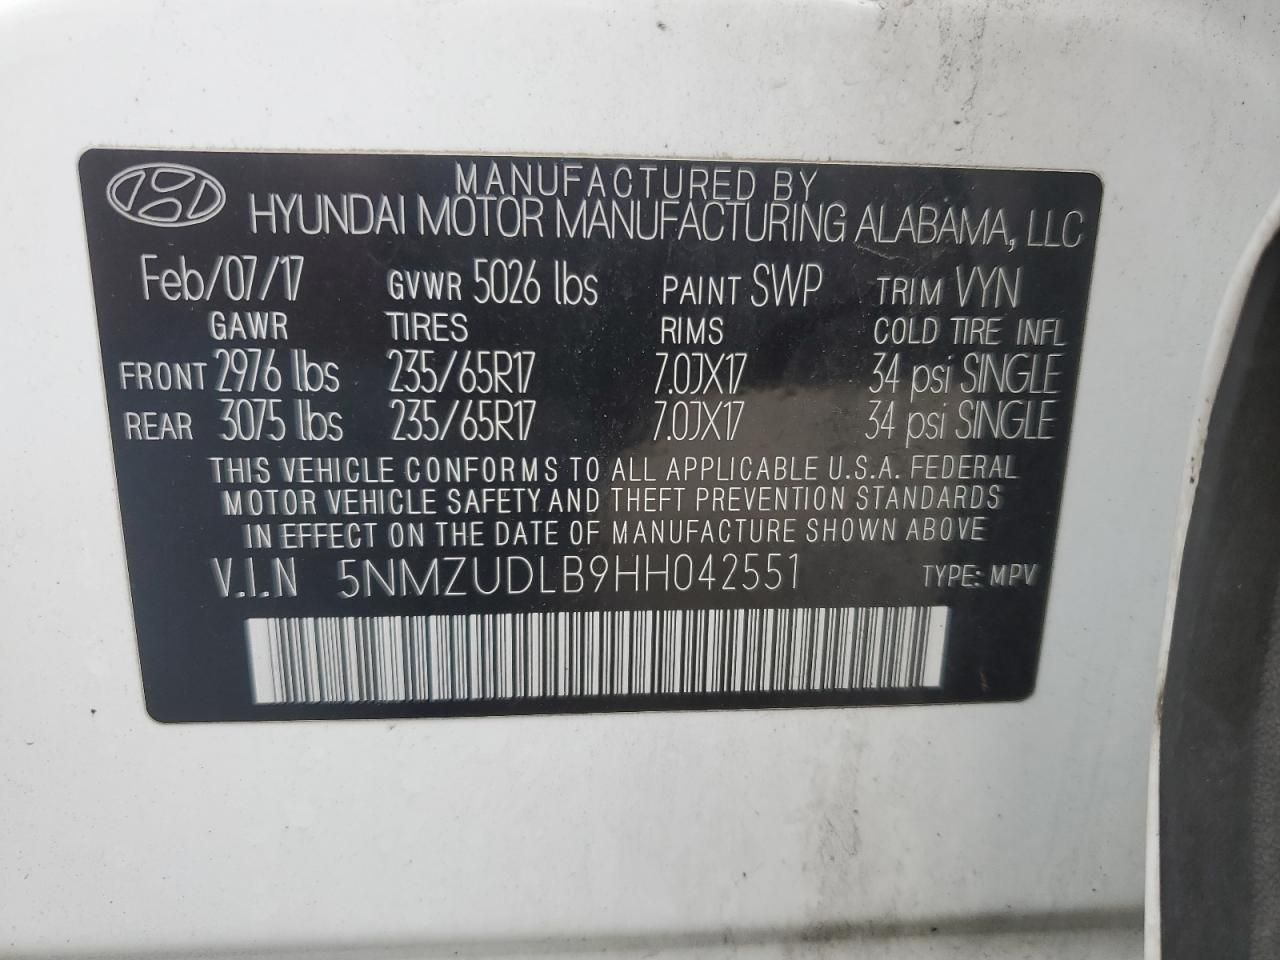 MANUFACTURED BY
HYUNDAI MOTOR MANUFACTURING ALABAMA, LLC
Feb/07/17 GVWR 5026 lbs PAINT SWP TRIM VYN
GAWR TIRES RIMS COLD TIRE INFL
FRONT 2976 lbs 235/65R17 7.0JX17 34 psi SINGLE
REAR 3075 lbs 235/65R17 7.0JX17 34 psi SINGLE
THIS VEHICLE CONFORMS TO ALL APPLICABLE U.S.A. FEDERAL
MOTOR VEHICLE SAFETY AND THEFT PREVENTION STANDARDS
IN EFFECT ON THE DATE OF MANUFACTURE SHOWN ABOVE
V.I.N 5NMZUDLB9HH042551 TYPE: MPV